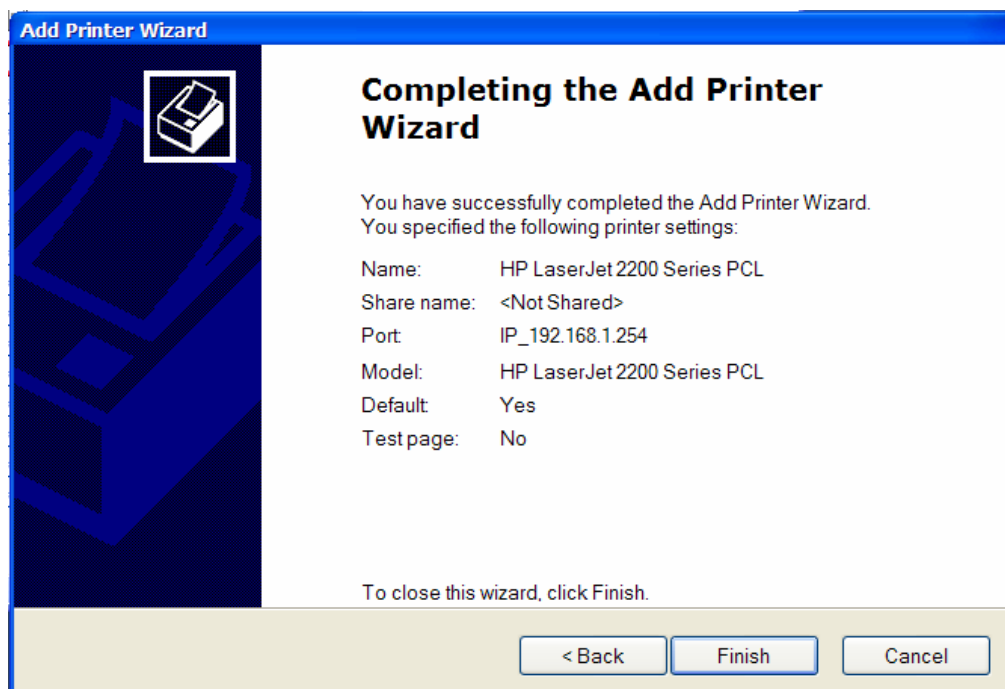 Add Printer Wizard
Completing the Add Printer
Wizard
You have successfully completed the Add Printer Wizard.
You specified the following printer settings:
Name: HP LaserJet 2200 Series PCL
Share name: <Not Shared>
Port: IP_192.168.1.254
Model: HP LaserJet 2200 Series PCL
Default: Yes
Test page: No
To close this wizard, click Finish.
< Back Finish Cancel